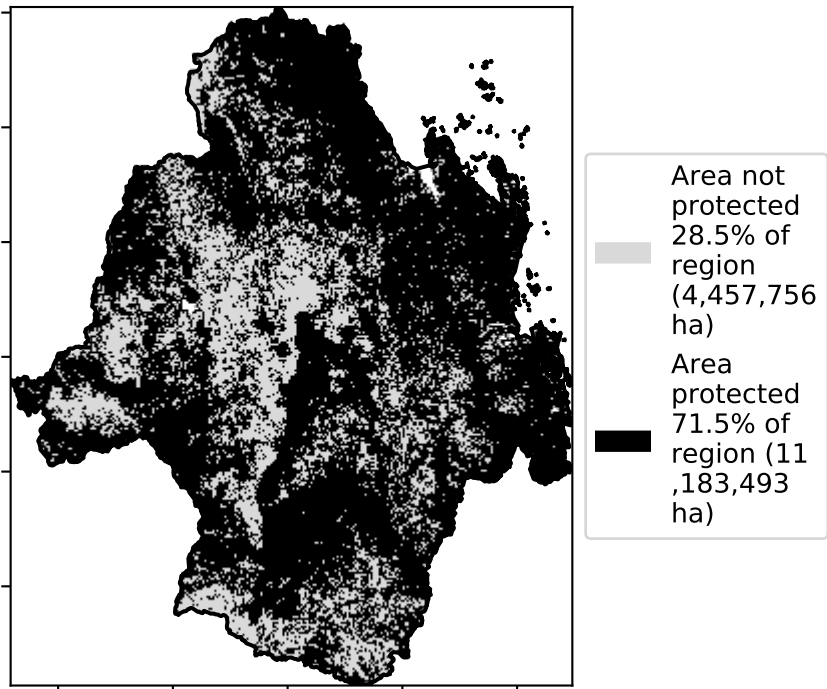 Area not
protected
28.5% of
region
(4,457,756
ha)
Area
protected
71.5% of
region (11
,183,493
ha)